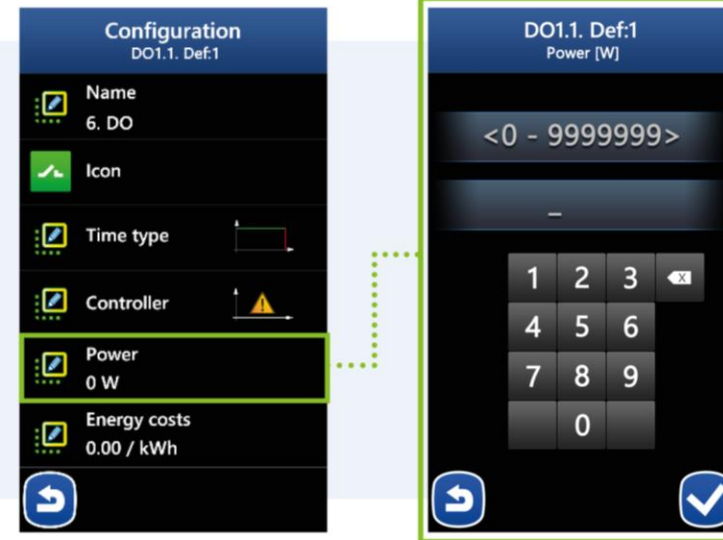 Configuration
DO1.1. Def:1
Name
6. DO
Icon
Time type
Controller
Power
0 W
Energy costs
0.00 / kWh
DO1.1. Def:1
Power [W]
<0 - 9999999>
_
1 2 3 X
4 5 6
7 8 9
0